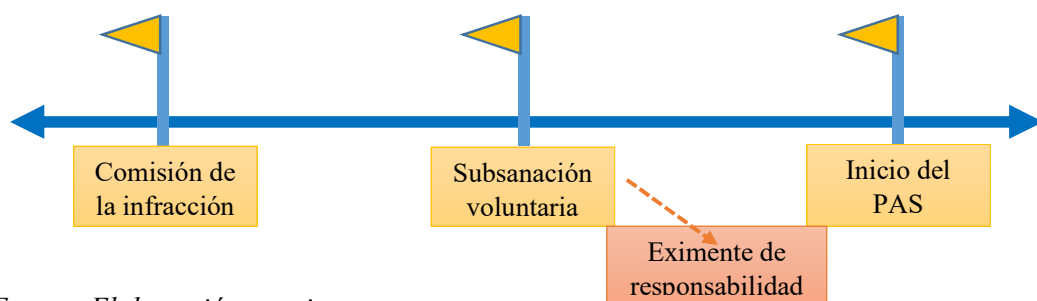 Comisión de
la infracción
Subsanación
voluntaria
Inicio del
PAS
Eximente de
responsabilidad